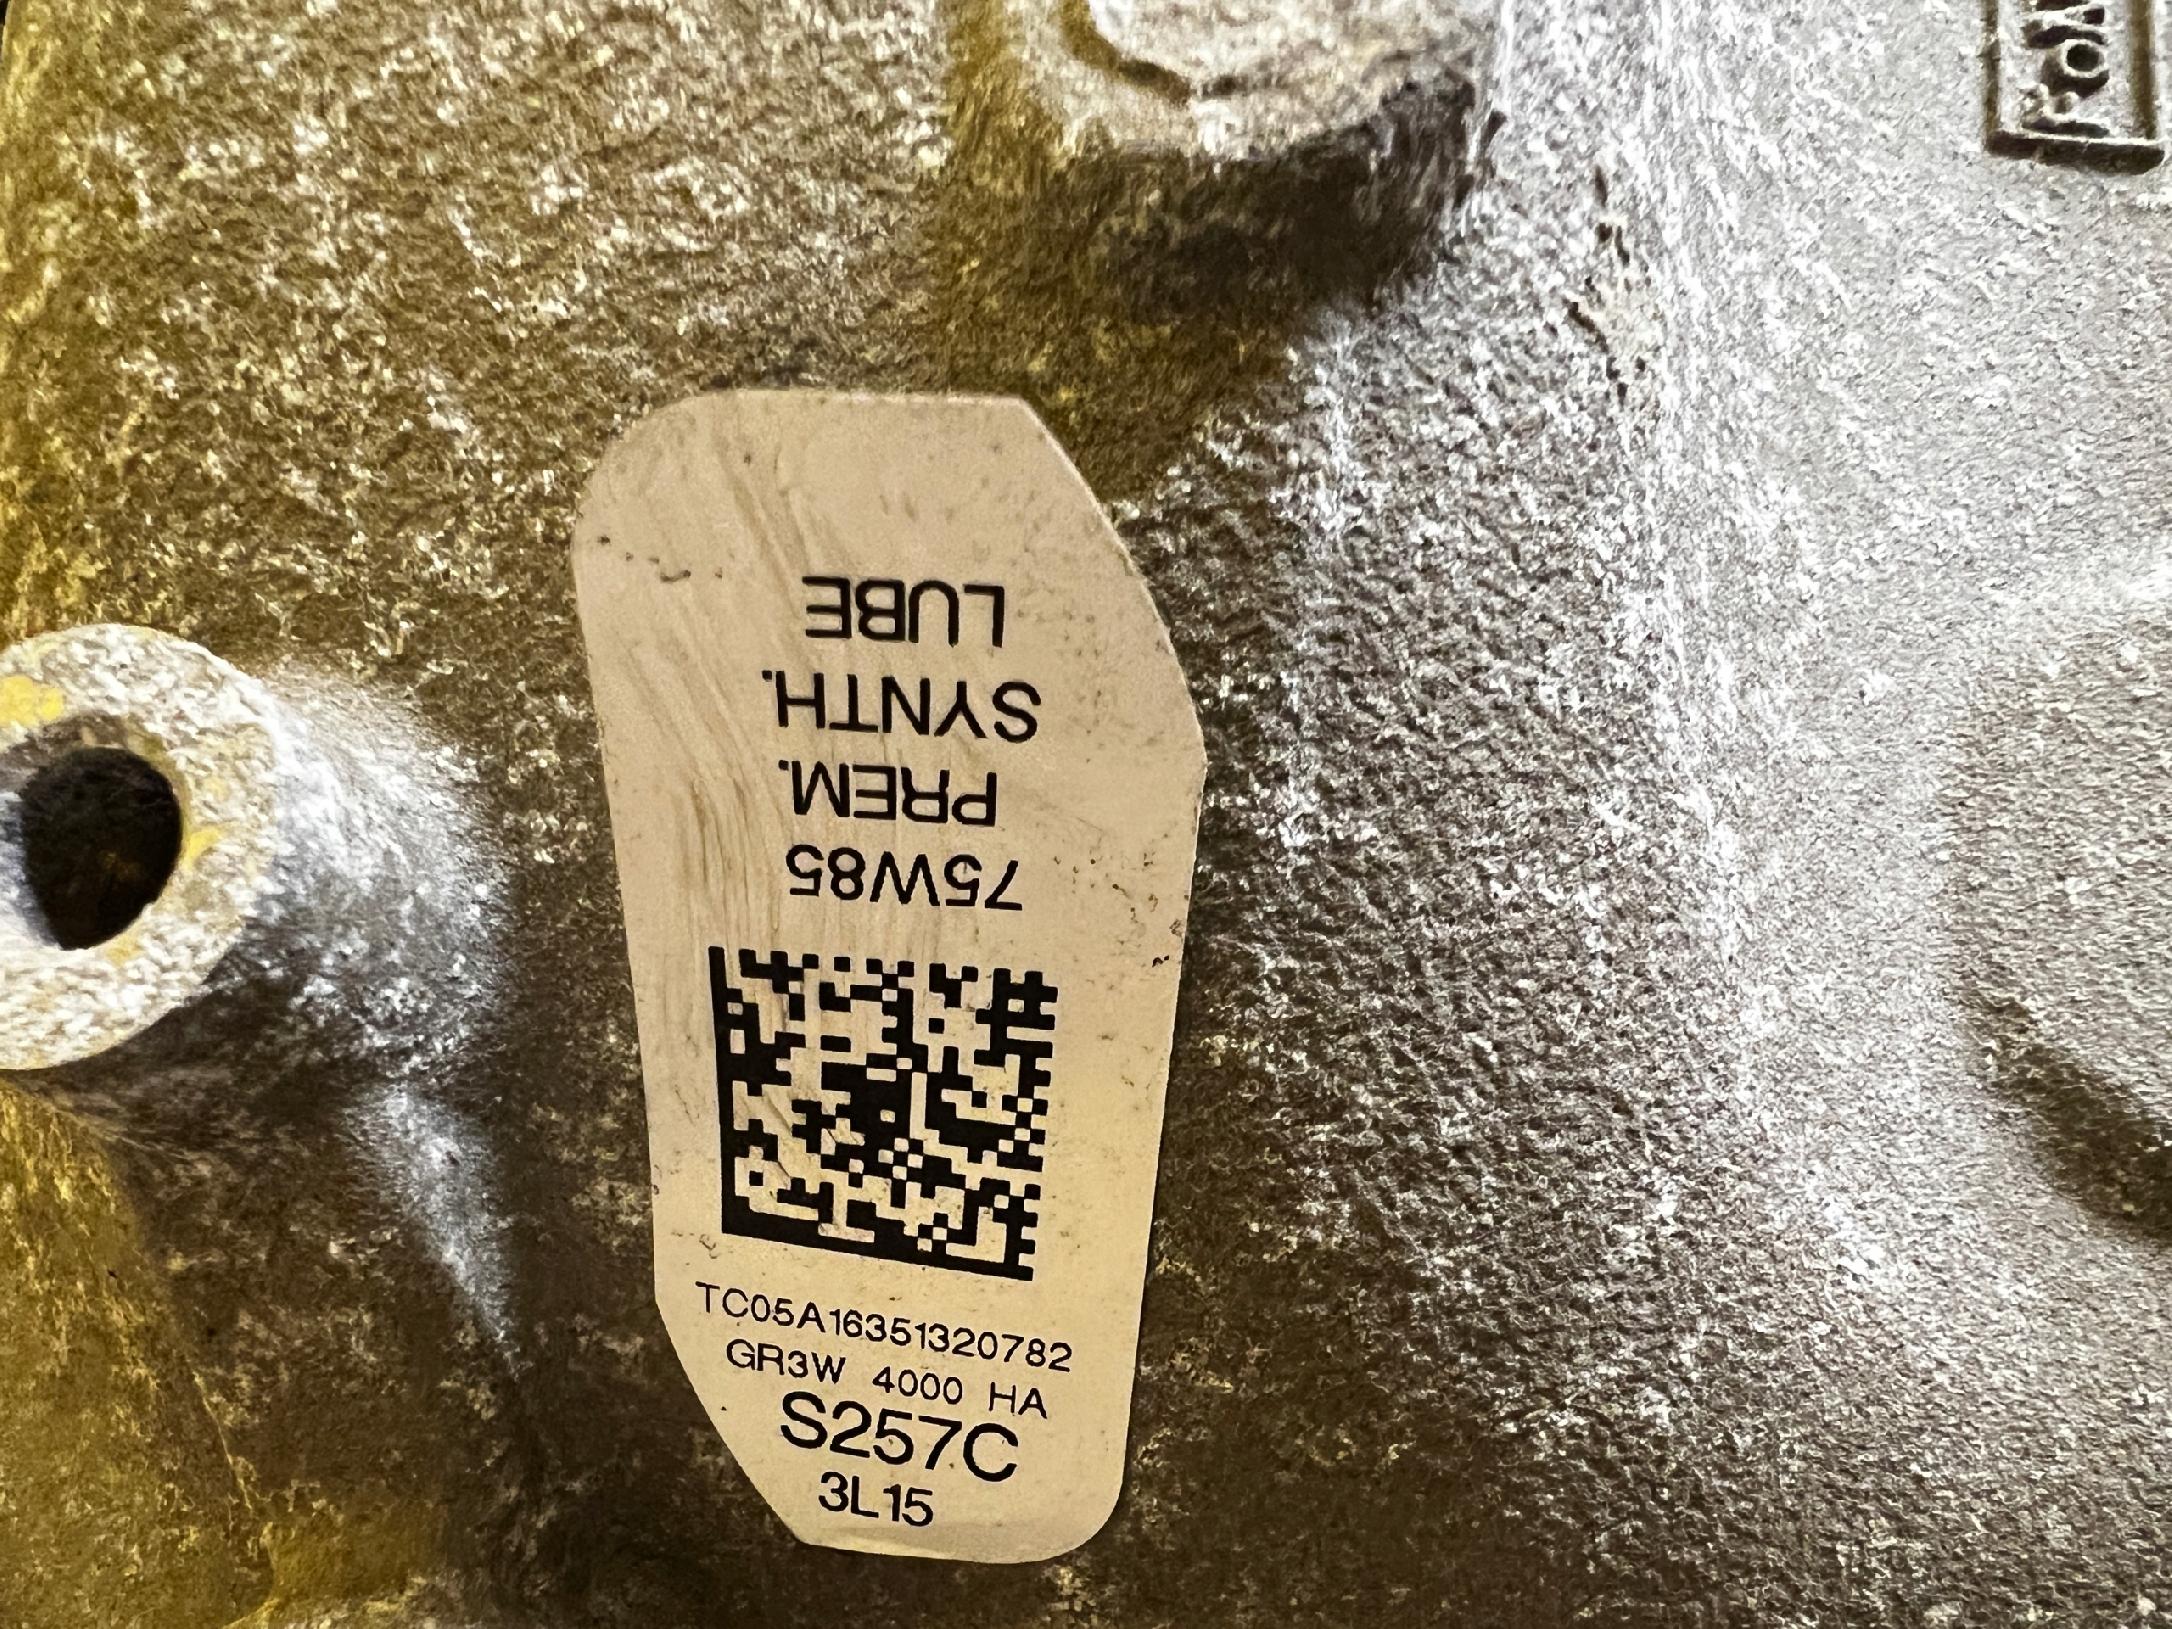 75W85
PREM.
SYNTH.
LUBE
TC05A16351320782
GR3W 4000 HA
S257C
3L15